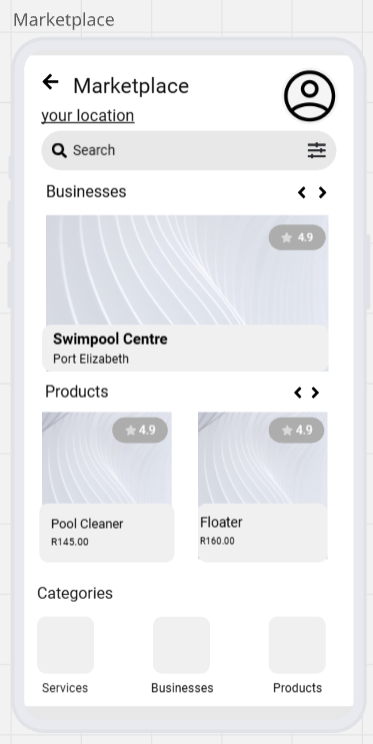 Marketplace
Marketplace
your location
Search
Businesses
4.9
Swimpool Centre
Port Elizabeth
Products
4.9
4.9
Pool Cleaner
R145.00
Floater
R160.00
Categories
Services
Businesses
Products